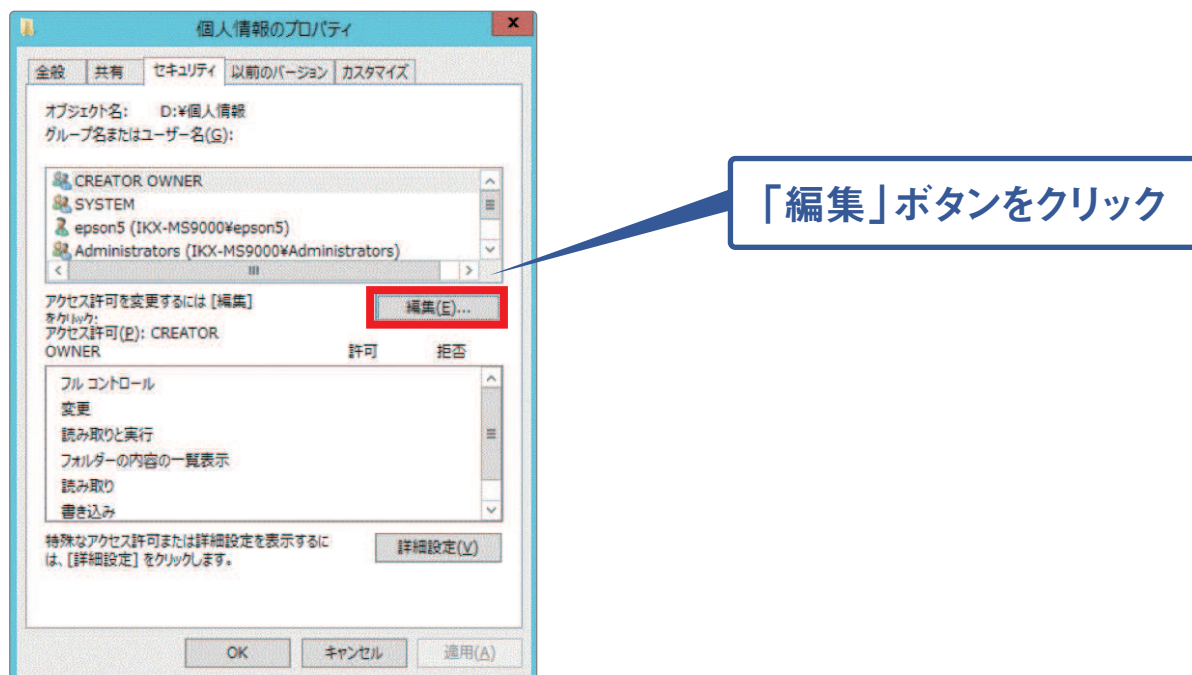 個人情報のプロパティ
x
全般 共有 セキュリティ 以前のバージョン カスタマイズ
オブジェクト名: D:¥個人情報
グループ名またはユーザー名(G):
CREATOR OWNER
SYSTEM
epson5 (IKX-MS9000¥epson5)
Administrators (IKX-MS9000¥Administrators)
「編集」ボタンをクリック
アクセス許可を変更するには [編集]
をクリック:
編集(E)...
アクセス許可(P): CREATOR
OWNER 許可 拒否
フル コントロール
変更
読み取りと実行
フォルダーの内容の一覧表示
読み取り
書き込み
特殊なアクセス許可または詳細設定を表示するに
は、[詳細設定] をクリックします。
詳細設定(V)
OK キャンセル 適用(A)